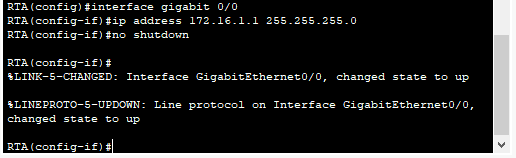 RTA(config)#interface gigabit 0/0
RTA(config-if)#ip address 172.16.1.1 255.255.255.0
RTA(config-if)#no shutdown
RTA(config-if)#
%LINK-5-CHANGED: Interface GigabitEthernet0/0, changed state to up
%LINEPROTO-5-UPDOWN: Line protocol on Interface GigabitEthernet0/0,
changed state to up
RTA(config-if)#